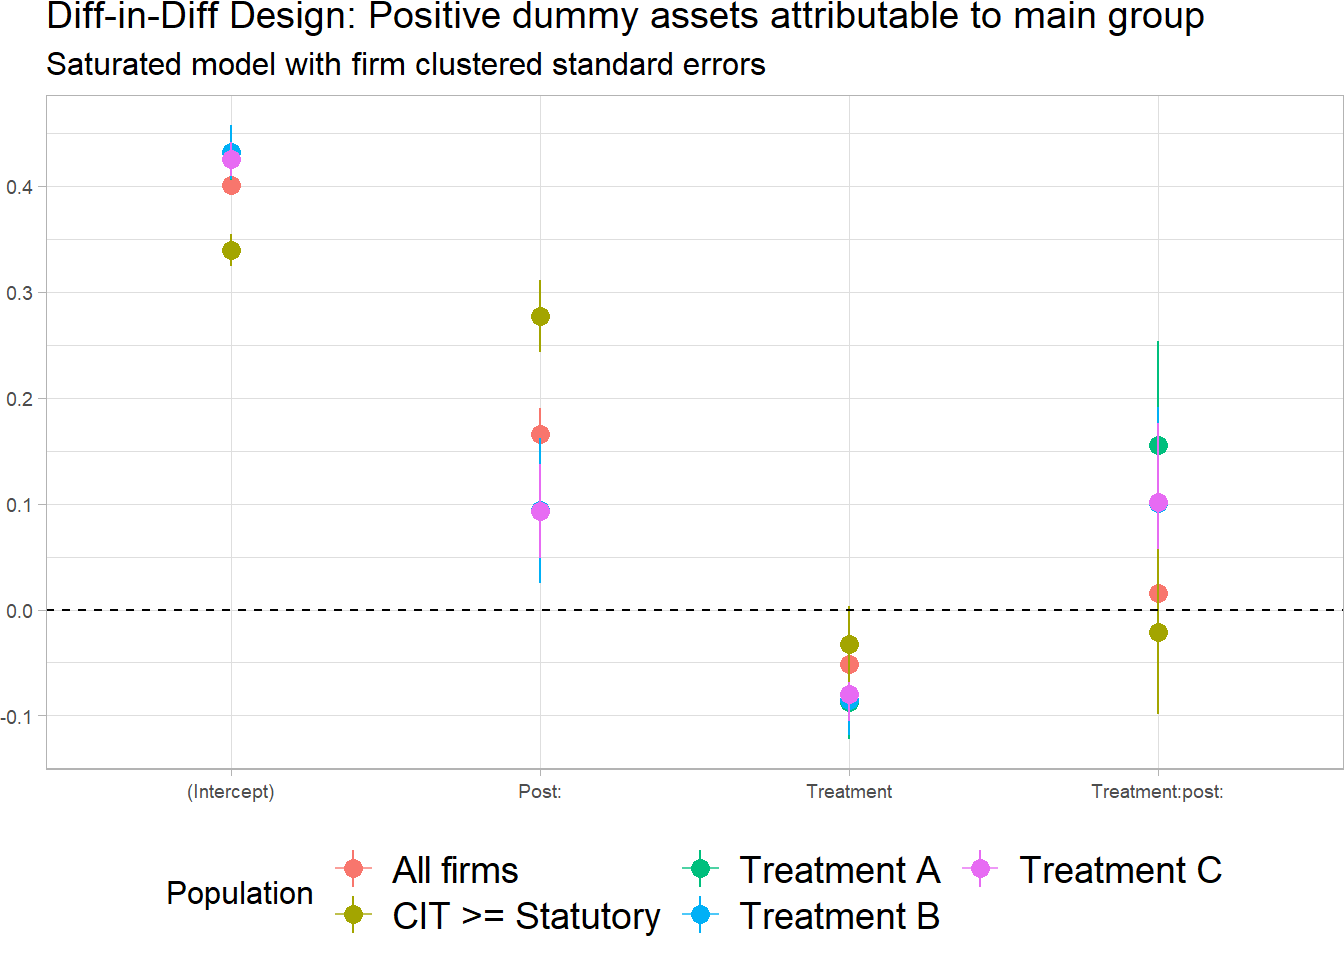 Diff-in-Diff Design: Positive dummy assets attributable to main group
Saturated model with firm clustered standard errors
0.4
0.3
0.2
0.1
0.0
-0.1
(Intercept)
Post:
Treatment
Treatment:post:
Population
All firms
CIT >= Statutory
Treatment A
Treatment B
Treatment C